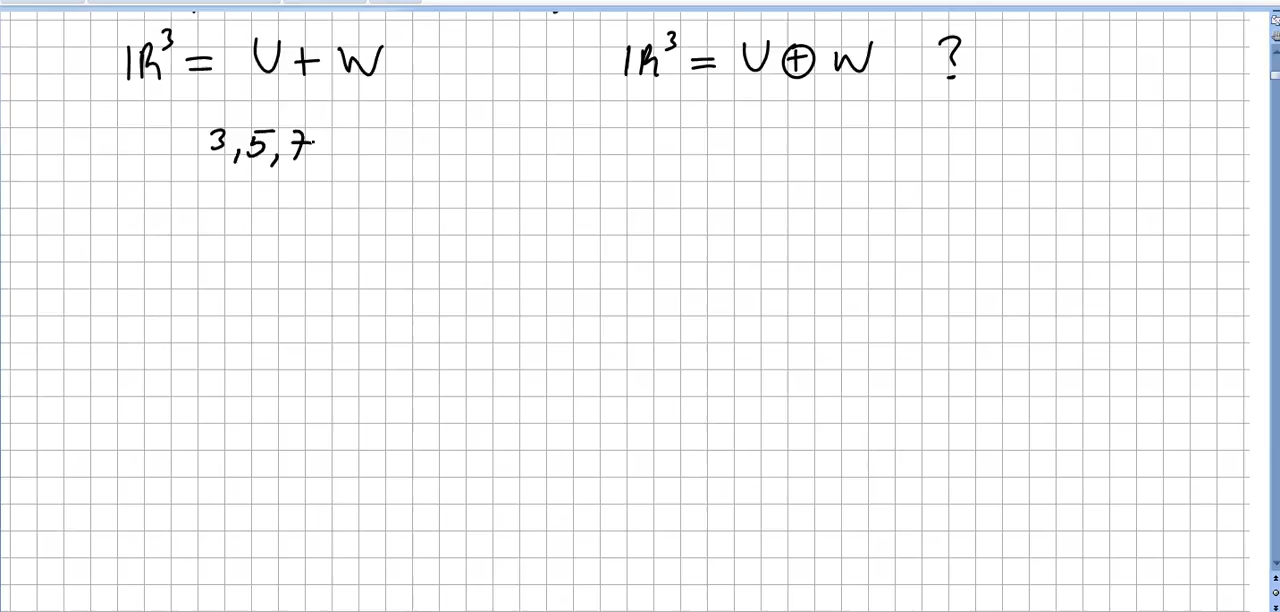 ℝ³ = U + W
ℝ³ = U ⊕ W ?
3, 5, 7